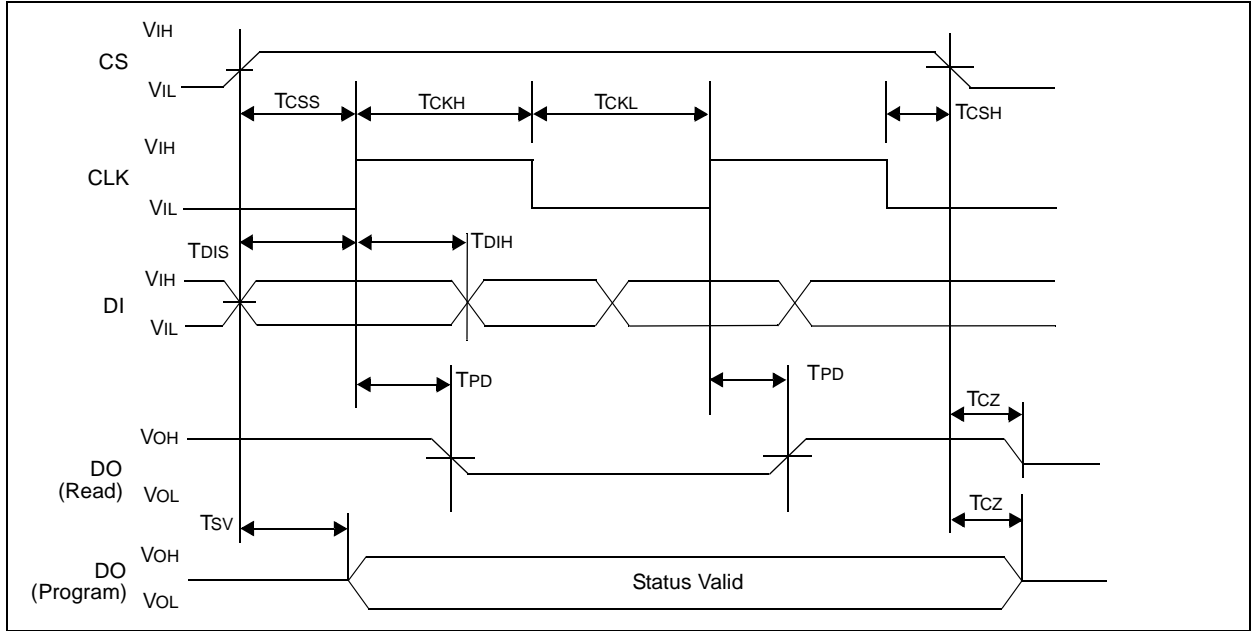 VIH
CS
VIL
TCSS
TCKH
TCKL
TCSH
VIH
CLK
VIL
TDIS
TDIH
VIH
DI
VIL
TPD
TPD
TCZ
VOH
DO
(Read)
VOL
TSV
TCZ
VOH
DO
(Program)
VOL
Status Valid